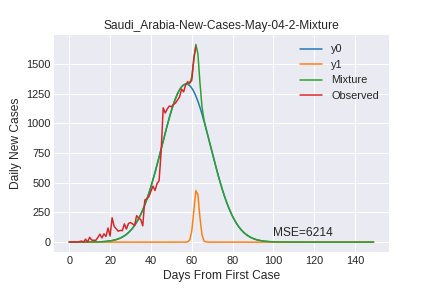 Saudi_Arabia-New-Cases-May-04-2-Mixture
y0
y1
Mixture
Observed
Daily New Cases
1500
1250
1000
750
500
250
0
MSE=6214
0 20 40 60 80 100 120 140
Days From First Case